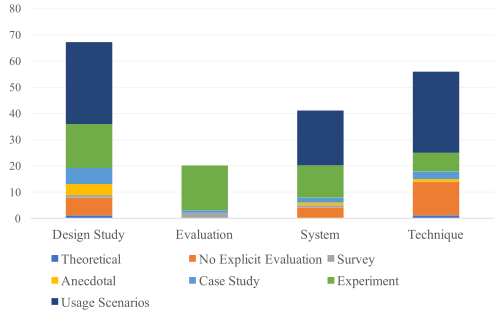 80
70
60
50
40
30
20
10
0
Design Study Evaluation System Technique
Theoretical No Explicit Evaluation Survey
Anecdotal Case Study Experiment
Usage Scenarios